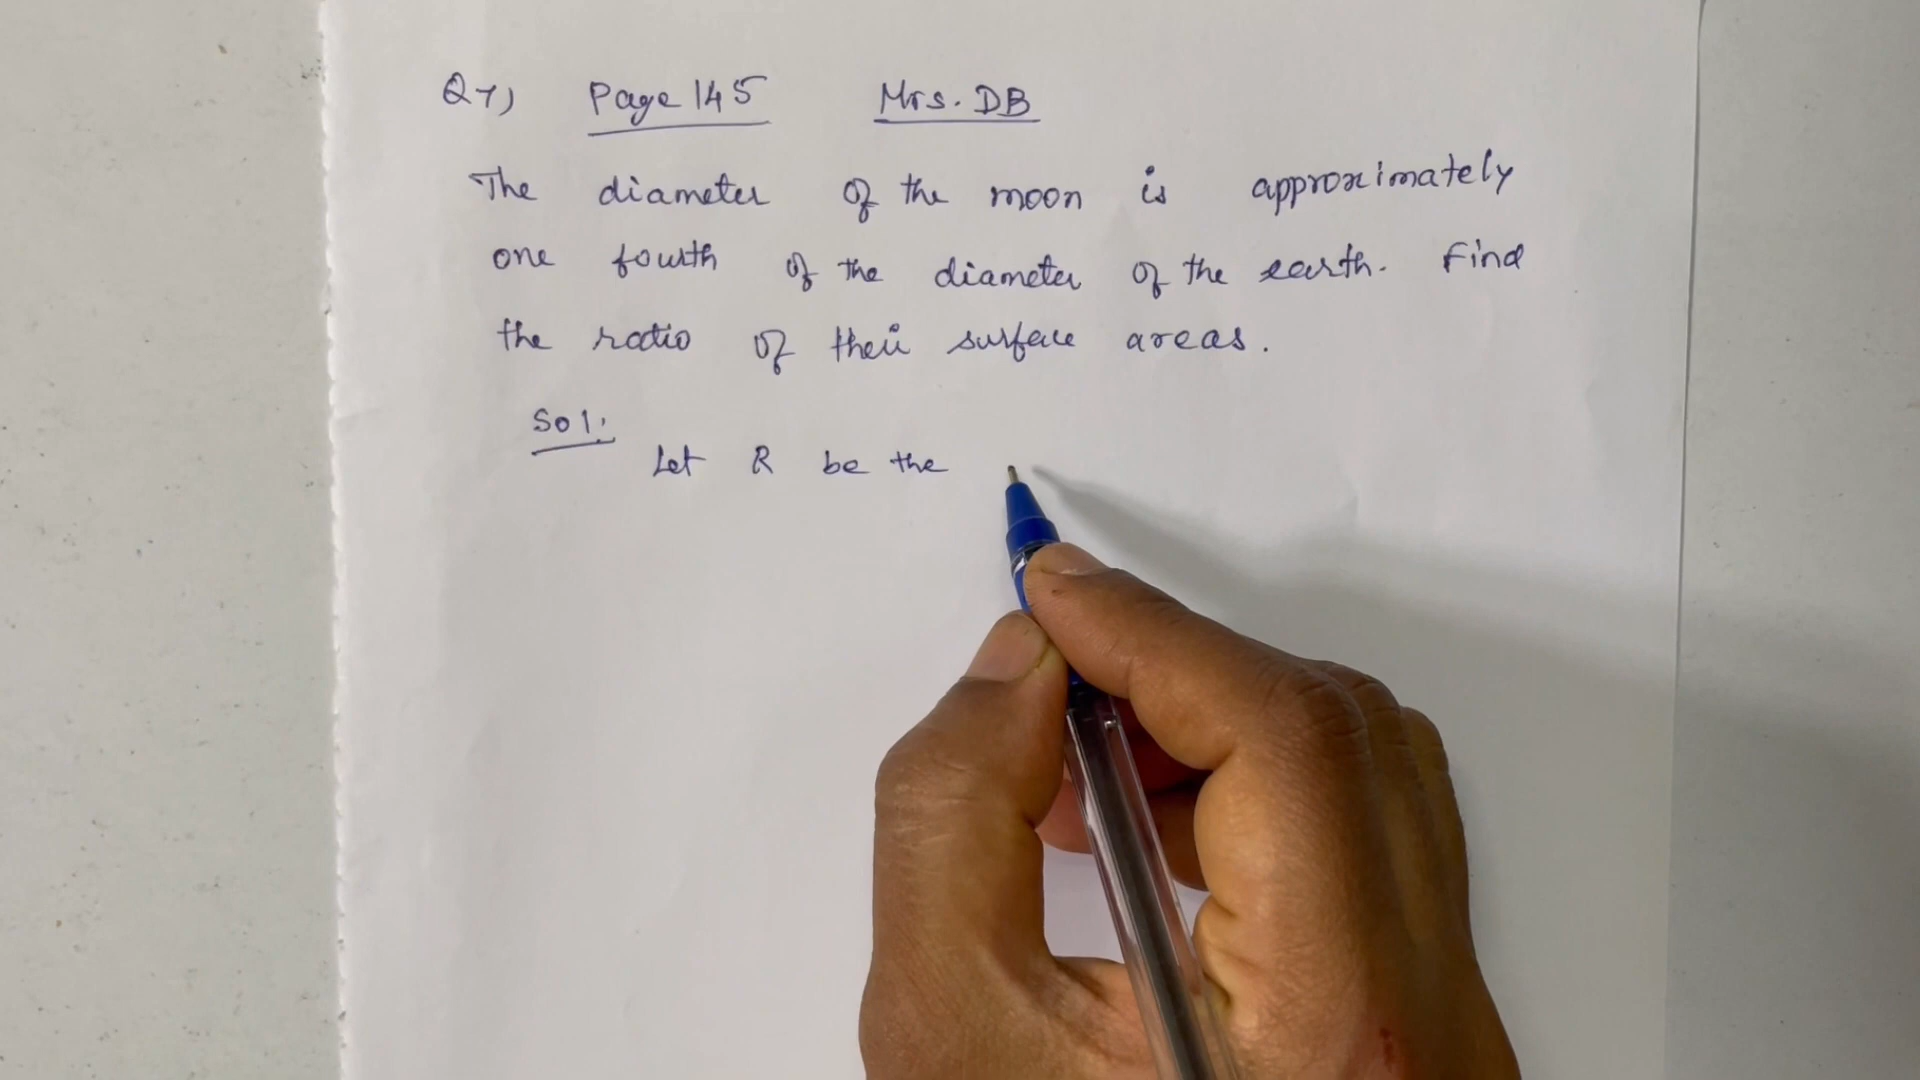 Q7) Page 145 Mrs. DB
The diameter of the moon is approximately
one fourth of the diameter of the earth. Find
the ratio of their surface areas.
Sol:
Let R be the